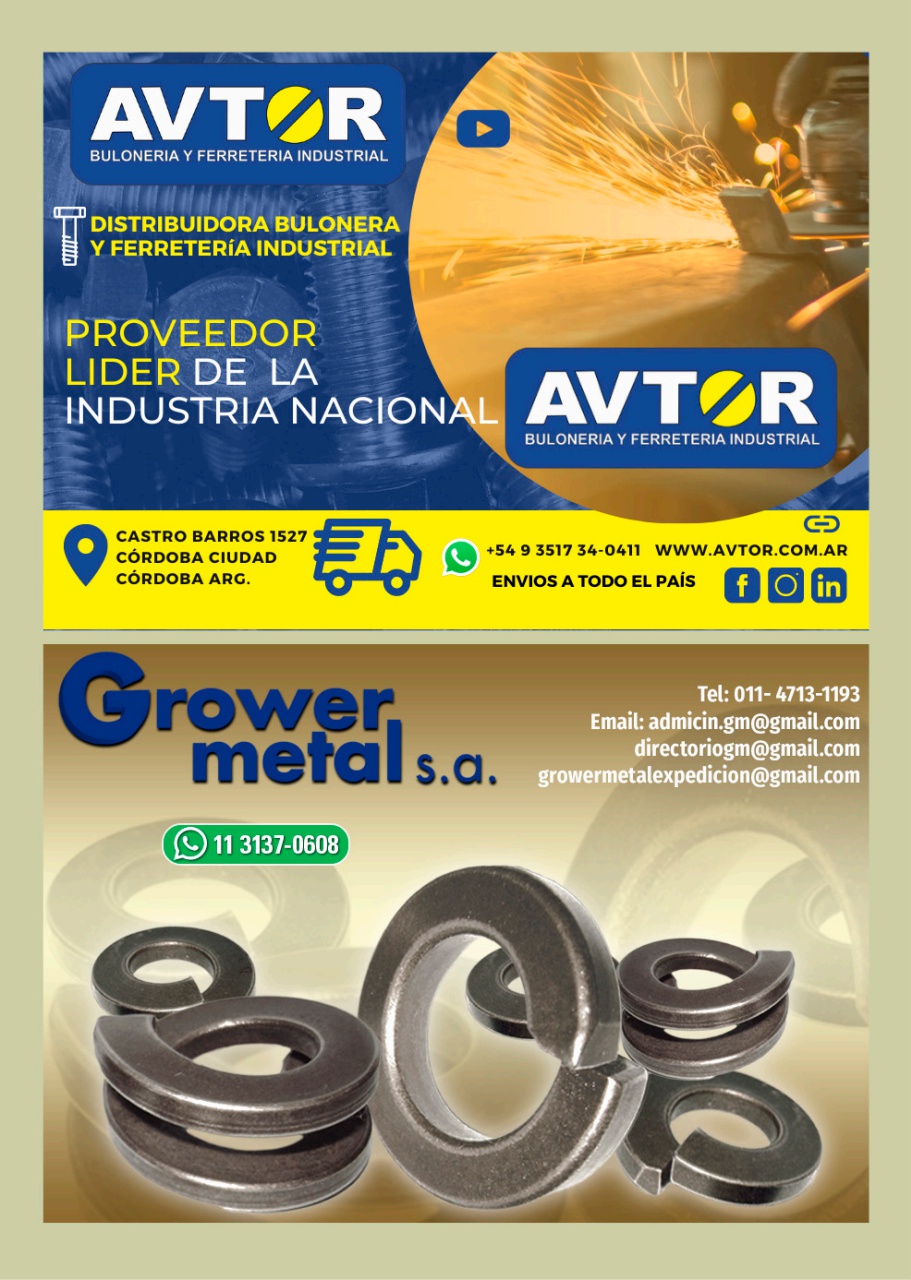 AVTOR
BULONERIA Y FERRETERIA INDUSTRIAL
DISTRIBUIDORA BULONERA
Y FERRETERíA INDUSTRIAL
PROVEEDOR
LIDER DE LA
INDUSTRIA NACIONAL
AVTOR
BULONERIA Y FERRETERIA INDUSTRIAL
CASTRO BARROS 1527
CÓRDOBA CIUDAD
CÓRDOBA ARG.
+54 9 3517 34-0411 WWW.AVTOR.COM.AR
ENVIOS A TODO EL PAÍS
f in
Grower
metal s.a.
Tel: 011- 4713-1193
Email: admicin.gm@gmail.com
directoriogm@gmail.com
growermetalexpedicion@gmail.com
11 3137-0608